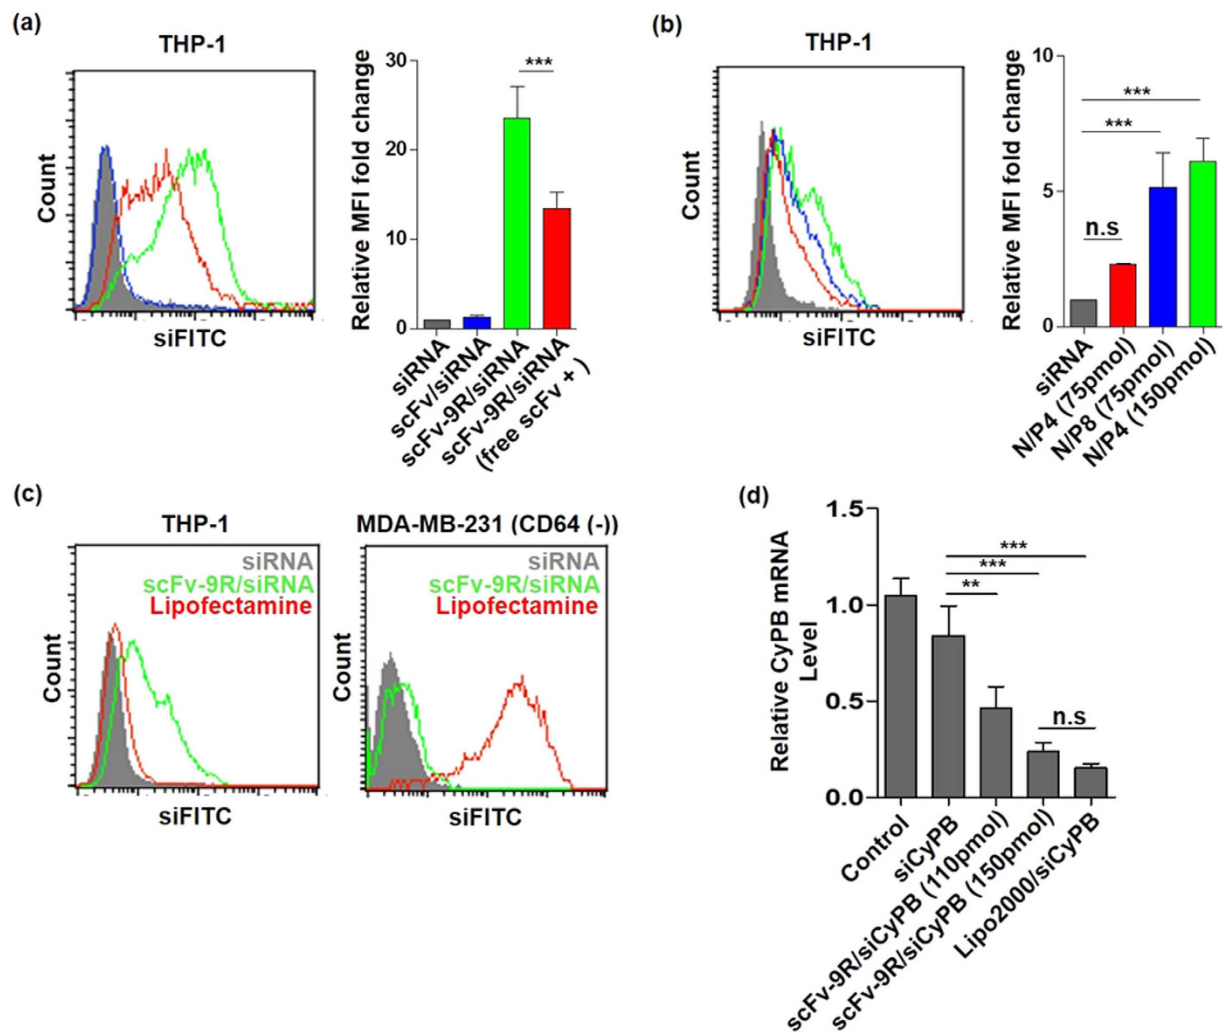 (a)
THP-1
Count
siFITC
Relative MFI fold change
30
20
10
0
***
siRNA
scFv/siRNA
scFv-9R/siRNA
scFv-9R/siRNA
(free scFv + )
(b)
THP-1
Count
siFITC
Relative MFI fold change
10
5
0
***
***
n.s
siRNA
N/P4 (75pmol)
N/P8 (75pmol)
N/P4 (150pmol)
(c)
THP-1
siRNA
scFv-9R/siRNA
Lipofectamine
Count
siFITC
MDA-MB-231 (CD64 (-))
siRNA
scFv-9R/siRNA
Lipofectamine
Count
siFITC
(d)
Relative CyPB mRNA
Level
1.5
1.0
0.5
0.0
***
***
**
n.s
Control
siCyPB
scFv-9R/siCyPB (110pmol)
scFv-9R/siCyPB (150pmol)
Lipo2000/siCyPB